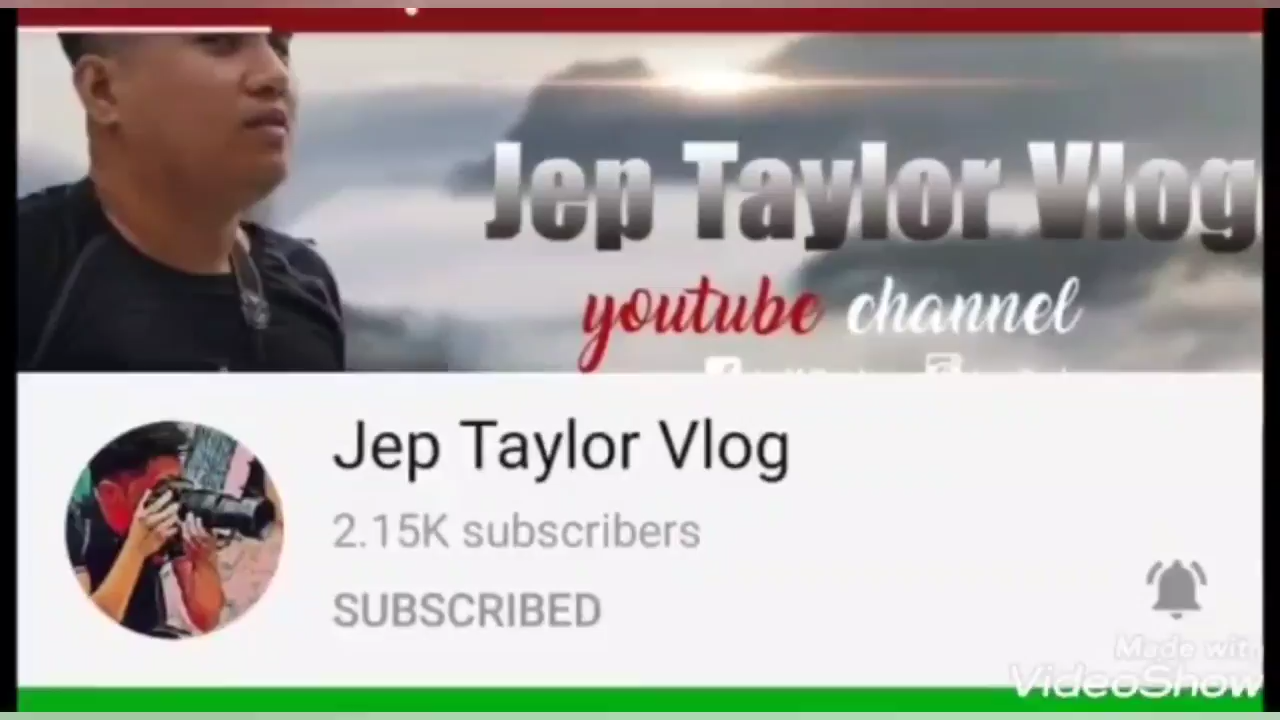 Jep Taylor Vlog
youtube channel
Jep Taylor Vlog
2.15K subscribers
SUBSCRIBED
Made with
VideoShow